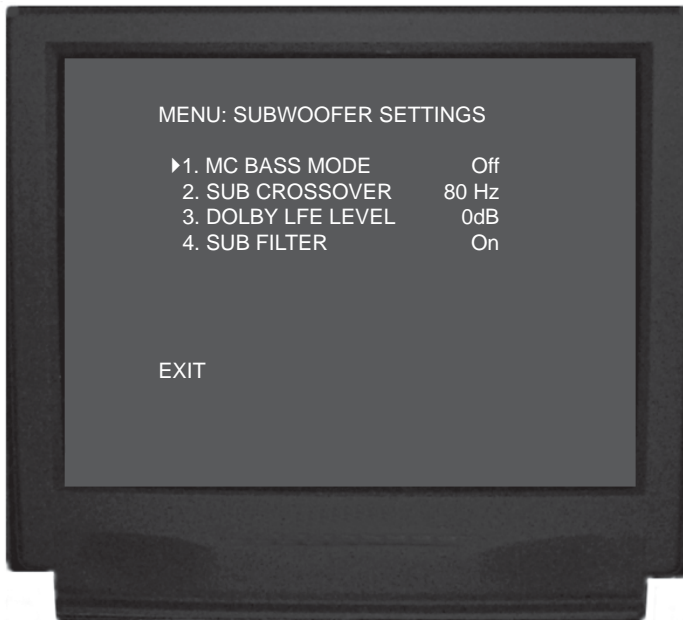 MENU: SUBWOOFER SETTINGS
1. MC BASS MODE Off
2. SUB CROSSOVER 80 Hz
3. DOLBY LFE LEVEL 0dB
4. SUB FILTER On
EXIT